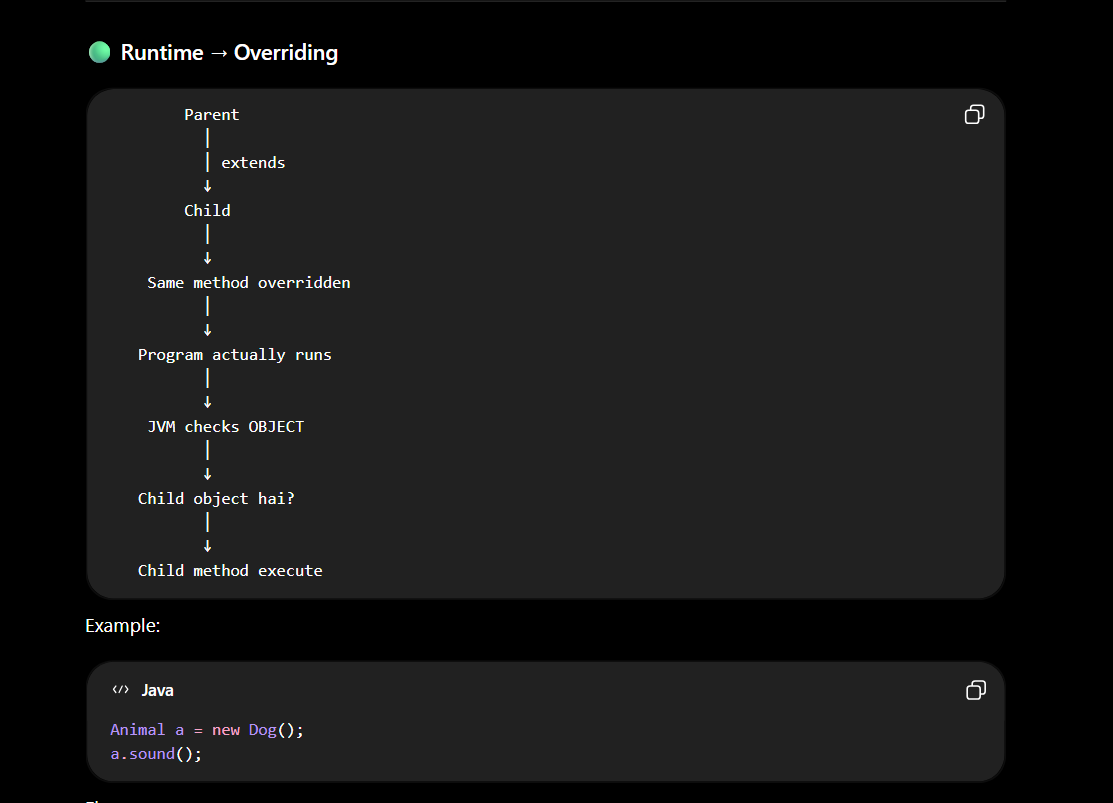 Runtime → Overriding
Parent
|
| extends
↓
Child
|
↓
Same method overridden
|
↓
Program actually runs
|
↓
JVM checks OBJECT
|
↓
Child object hai?
|
↓
Child method execute
Example:
</> Java
Animal a = new Dog();
a.sound();